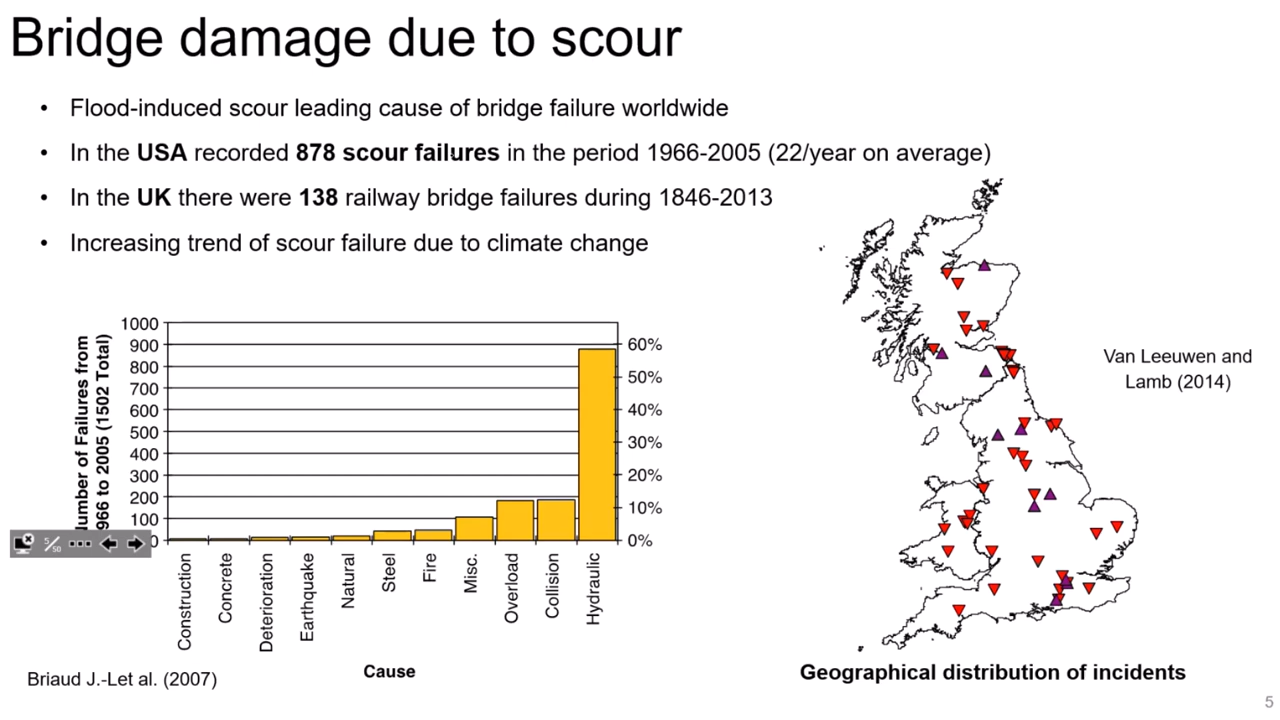 Bridge damage due to scour
• Flood-induced scour leading cause of bridge failure worldwide
• In the USA recorded 878 scour failures in the period 1966-2005 (22/year on average)
• In the UK there were 138 railway bridge failures during 1846-2013
• Increasing trend of scour failure due to climate change
umber of Failures from
966 to 2005 (1502 Total)
1000
900
800
700
600
500
400
300
200
100
0
60%
50%
40%
30%
20%
10%
0%
Construction
Concrete
Deterioration
Earthquake
Natural
Steel
Fire
Misc.
Overload
Collision
Hydraulic
Cause
5/50
Briaud J.-Let al. (2007)
Van Leeuwen and
Lamb (2014)
Geographical distribution of incidents
5